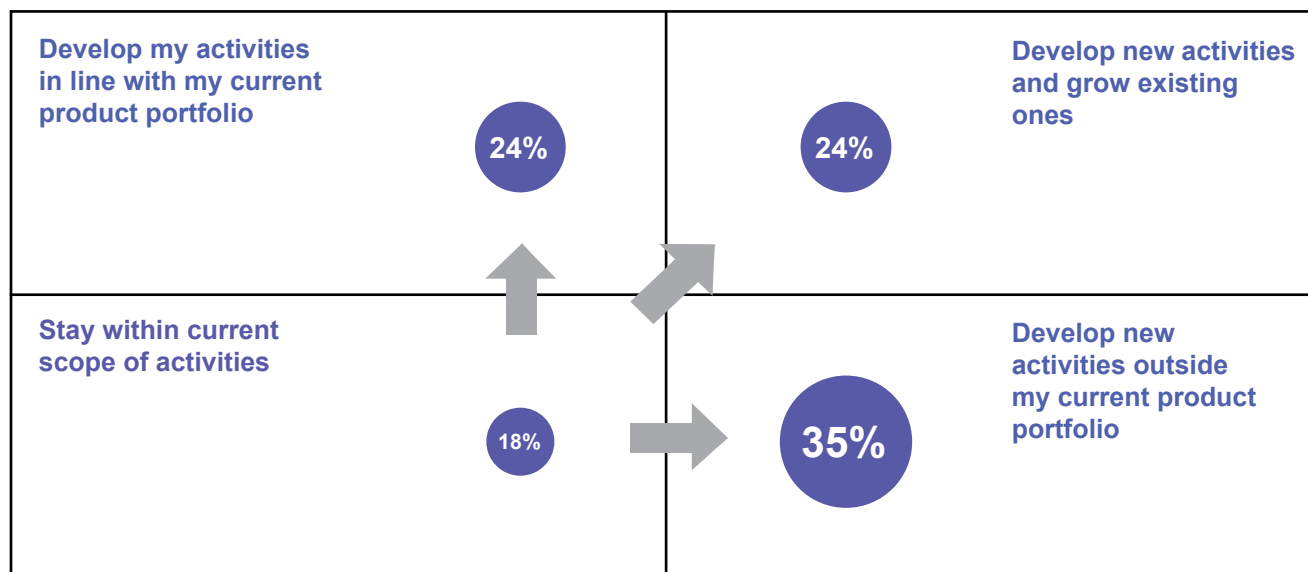 Develop my activities
in line with my current
product portfolio
24%
24%
Develop new activities
and grow existing
ones
Stay within current
scope of activities
18%
35%
Develop new
activities outside
my current product
portfolio